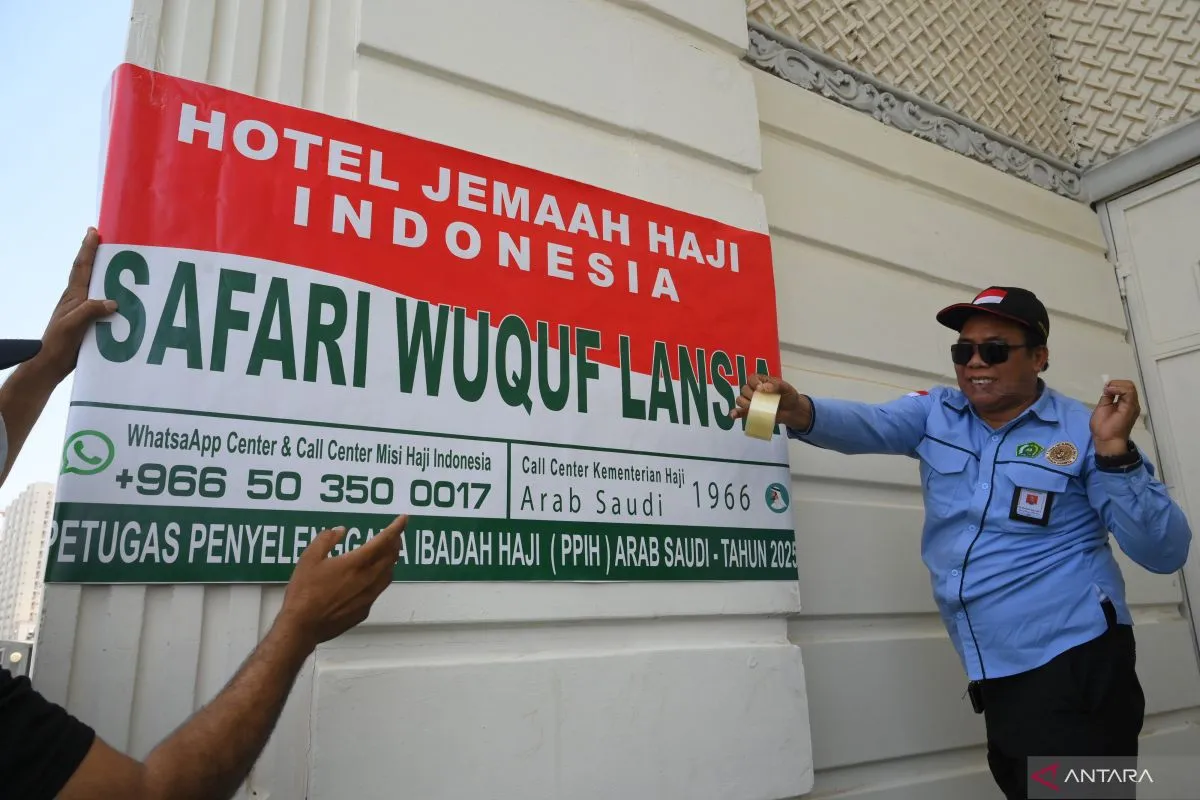 HOTEL JEMAAH HAJI
INDONESIA
SAFARI WUQUF LANSIA
WhatsaApp Center & Call Center Misi Haji Indonesia
+966 50 350 0017
Call Center Kementerian Haji
Arab Saudi
1966
PETUGAS PENYELENGGARA IBADAH HAJI ( PPIH ) ARAB SAUDI - TAHUN 2025
ANTARA